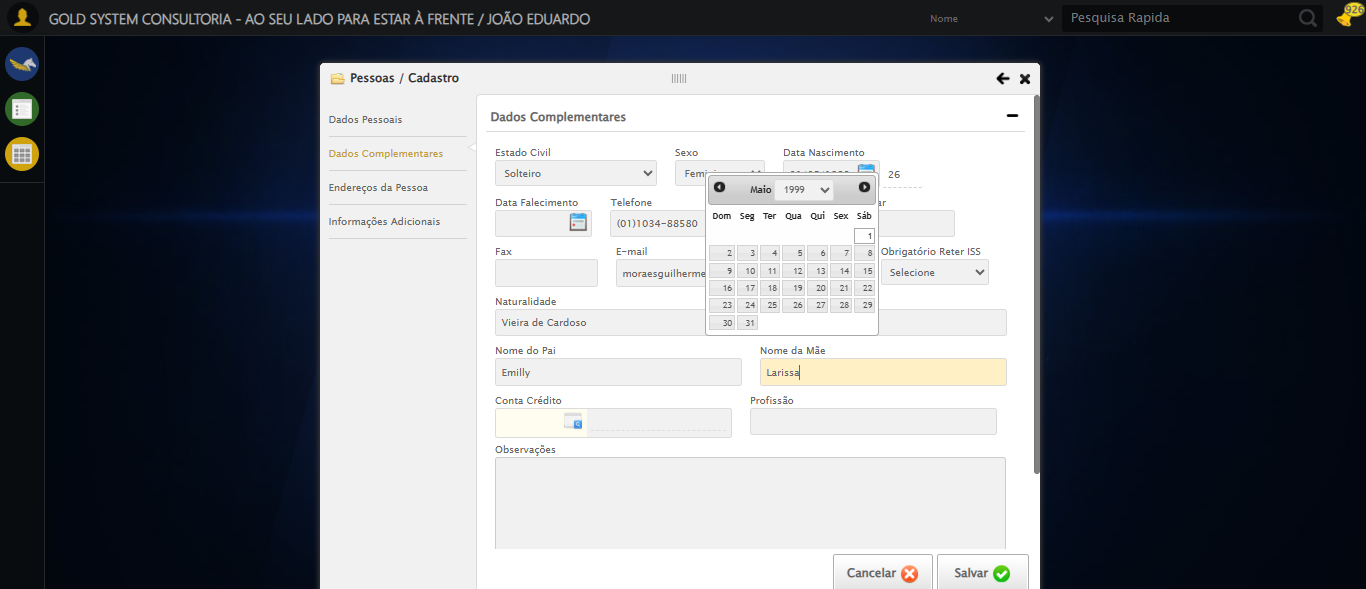 GOLD SYSTEM CONSULTORIA - AO SEU LADO PARA ESTAR À FRENTE / JOÃO EDUARDO
Nome
Pesquisa Rapida
926
Pessoas / Cadastro
Dados Pessoais
Dados Complementares
Endereços da Pessoa
Informações Adicionais
Dados Complementares
Estado Civil Sexo Data Nascimento
Solteiro 26
Data Falecimento Telefone
(01)1034-88580
Maio 1999
Dom Seg Ter Qua Qui Sex Sáb
1
2 3 4 5 6 7 8
9 10 11 12 13 14 15
16 17 18 19 20 21 22
23 24 25 26 27 28 29
30 31
Fax E-mail Obrigatório Reter ISS
moraesguilherme Selecione
Naturalidade
Vieira de Cardoso
Nome do Pai Nome da Mãe
Emilly Larissa
Conta Crédito Profissão
Observações
Cancelar Salvar